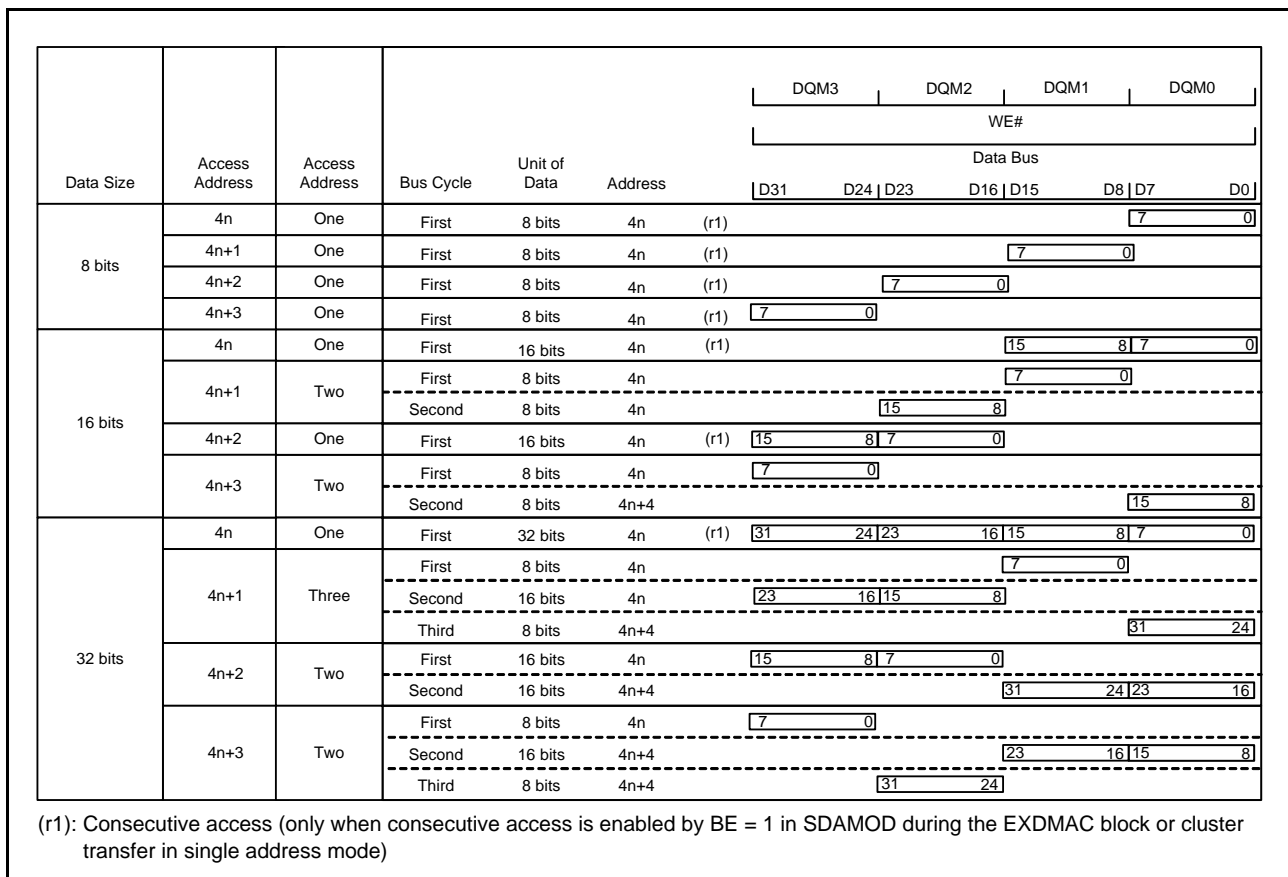 DQM3 DQM2 DQM1 DQM0
WE#
Data Bus
Data Size Access Address Access Address Bus Cycle Unit of Data Address D31 D24 D23 D16 D15 D8 D7 D0
8 bits
4n One First 8 bits 4n (r1) 7 0
4n+1 One First 8 bits 4n (r1) 7 0
4n+2 One First 8 bits 4n (r1) 7 0
4n+3 One First 8 bits 4n (r1) 7 0
16 bits
4n One First 16 bits 4n (r1) 15 8 7 0
4n+1 Two First 8 bits 4n 7 0
Second 8 bits 4n 15 8
4n+2 One First 16 bits 4n (r1) 15 8 7 0
4n+3 Two First 8 bits 4n 7 0
Second 8 bits 4n+4 15 8
32 bits
4n One First 32 bits 4n (r1) 31 24 23 16 15 8 7 0
4n+1 Three First 8 bits 4n 7 0
Second 16 bits 4n 23 16 15 8
Third 8 bits 4n+4 31 24
4n+2 Two First 16 bits 4n 15 8 7 0
Second 16 bits 4n+4 31 24 23 16
4n+3 Two First 8 bits 4n 7 0
Second 16 bits 4n+4 23 16 15 8
Third 8 bits 4n+4 31 24
(r1): Consecutive access (only when consecutive access is enabled by BE = 1 in SDAMOD during the EXDMAC block or cluster
transfer in single address mode)